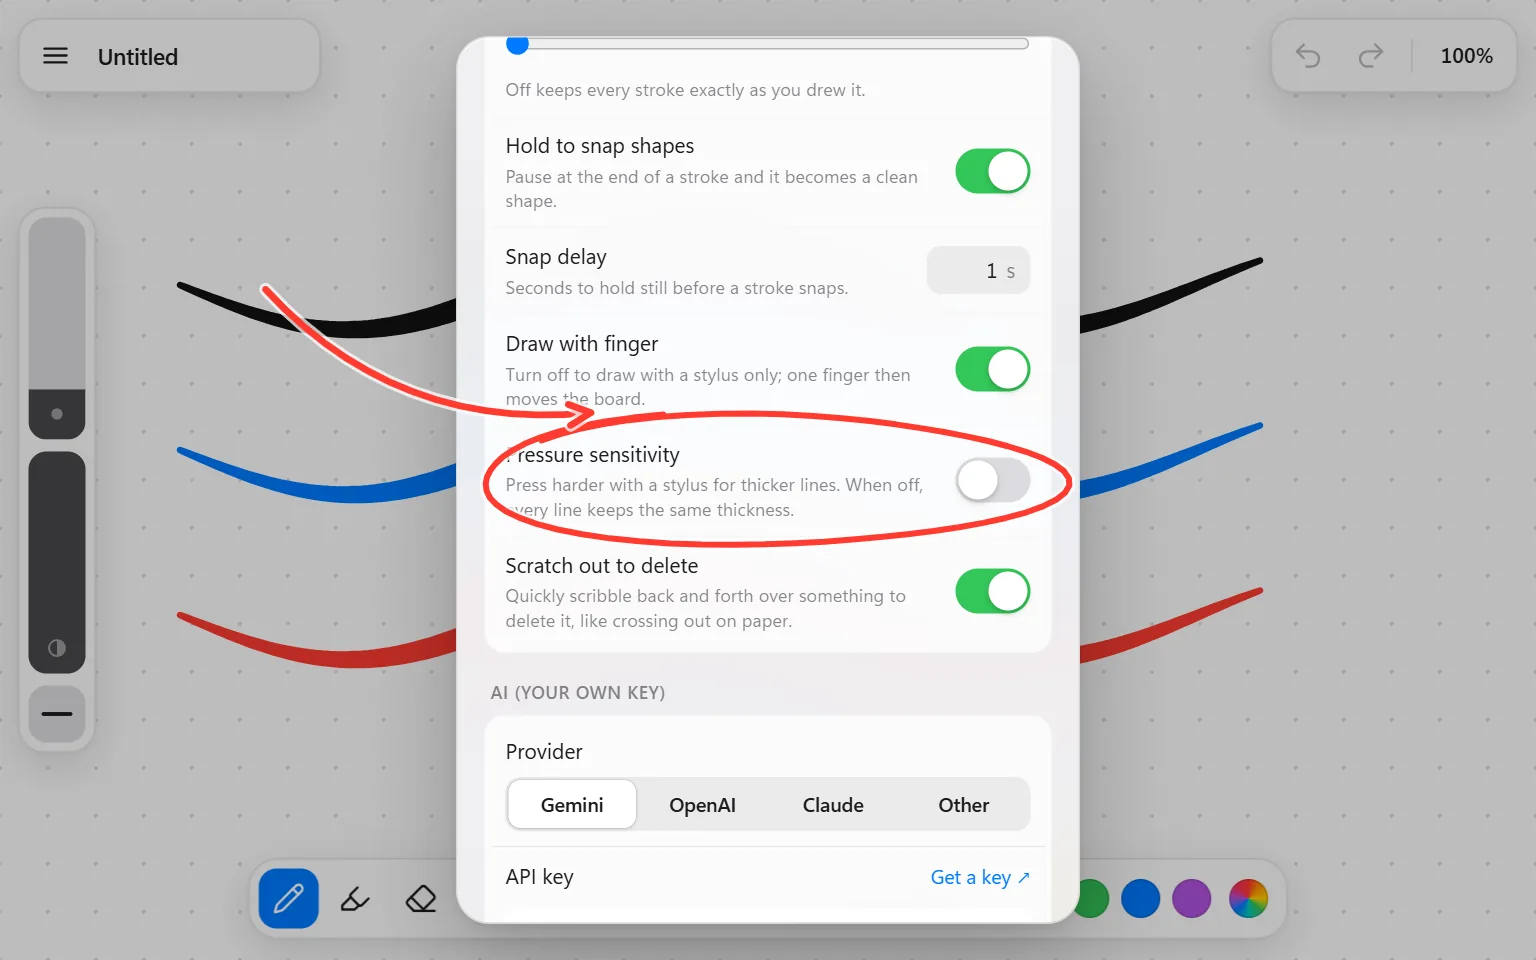 Untitled
100%
Off keeps every stroke exactly as you drew it.
Hold to snap shapes
Pause at the end of a stroke and it becomes a clean
shape.
Snap delay
1 s
Seconds to hold still before a stroke snaps.
Draw with finger
Turn off to draw with a stylus only; one finger then
moves the board.
Pressure sensitivity
Press harder with a stylus for thicker lines. When off,
every line keeps the same thickness.
Scratch out to delete
Quickly scribble back and forth over something to
delete it, like crossing out on paper.
AI (YOUR OWN KEY)
Provider
Gemini OpenAI Claude Other
API key Get a key ↗